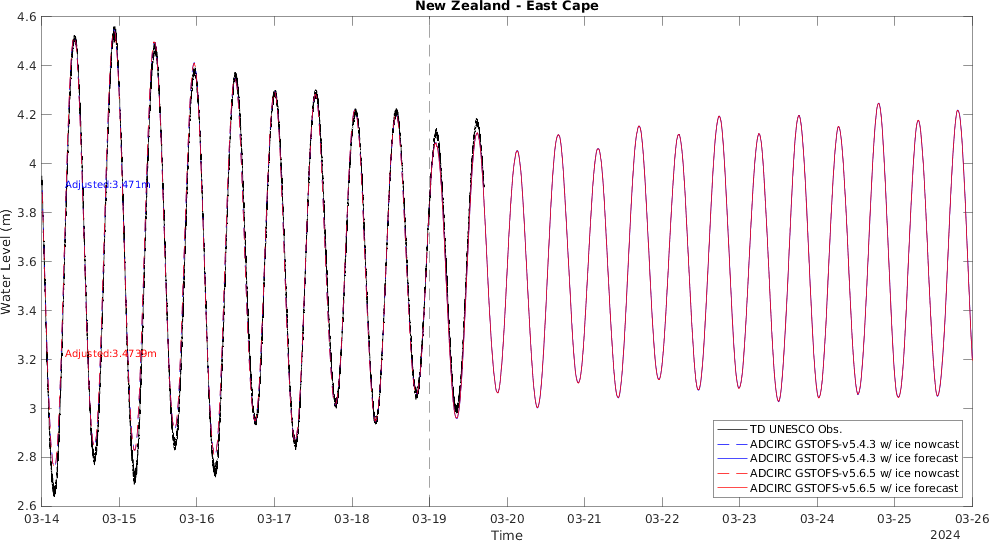 New Zealand - East Cape
4.6
4.4
4.2
4
3.8
3.6
3.4
3.2
3
2.8
2.6
Water Level (m)
Adjusted:3.471m
Adjusted:3.4739m
TD UNESCO Obs.
ADCIRC GSTOFS-v5.4.3 w/ ice nowcast
ADCIRC GSTOFS-v5.4.3 w/ ice forecast
ADCIRC GSTOFS-v5.6.5 w/ ice nowcast
ADCIRC GSTOFS-v5.6.5 w/ ice forecast
03-14 03-15 03-16 03-17 03-18 03-19 03-20 03-21 03-22 03-23 03-24 03-25 03-26
Time
2024